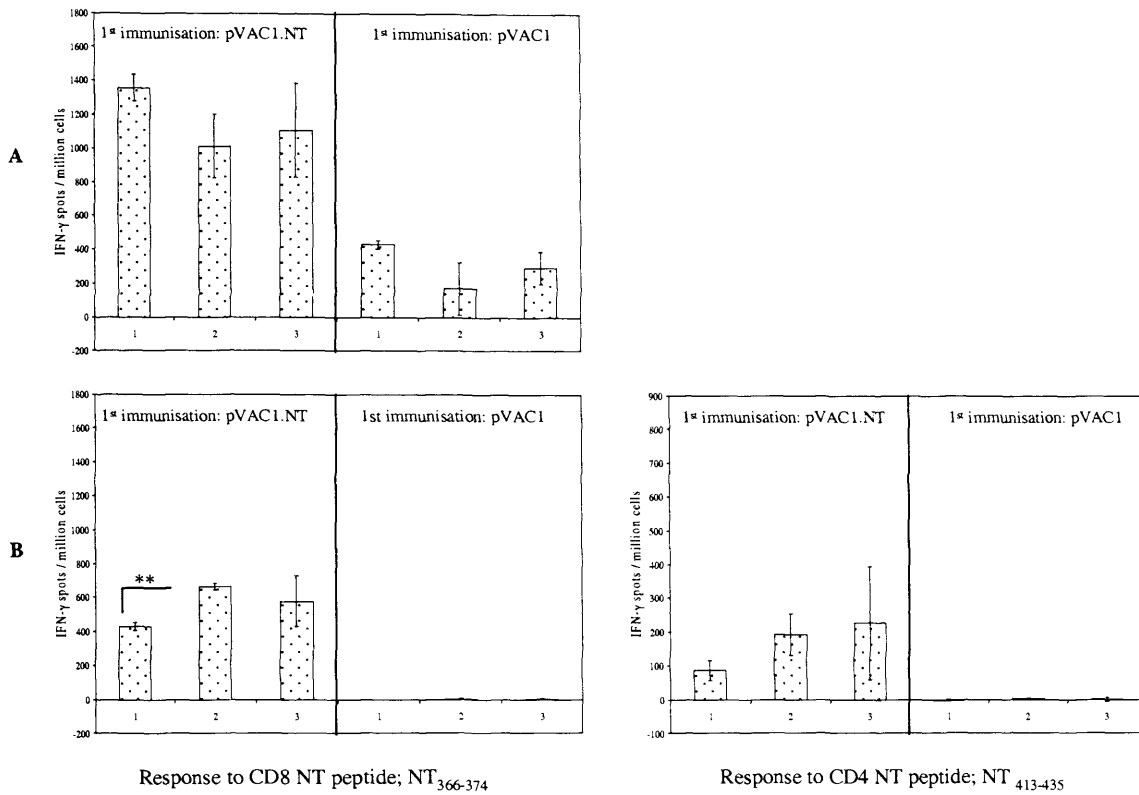 A
1st immunisation: pVAC1.NT
1st immunisation: pVAC1
IFN-γ spots / million cells
1800
1600
1400
1200
1000
800
600
400
200
0
-200
1 2 3 1 2 3
B
1st immunisation: pVAC1.NT
1st immunisation: pVAC1
IFN-γ spots / million cells
1800
1600
1400
1200
1000
800
600
400
200
0
-200
**
1 2 3 1 2 3
Response to CD8 NT peptide; NT366-374
1st immunisation: pVAC1.NT
1st immunisation: pVAC1
IFN-γ spots / million cells
900
800
700
600
500
400
300
200
100
0
-100
1 2 3 1 2 3
Response to CD4 NT peptide; NT 413-435